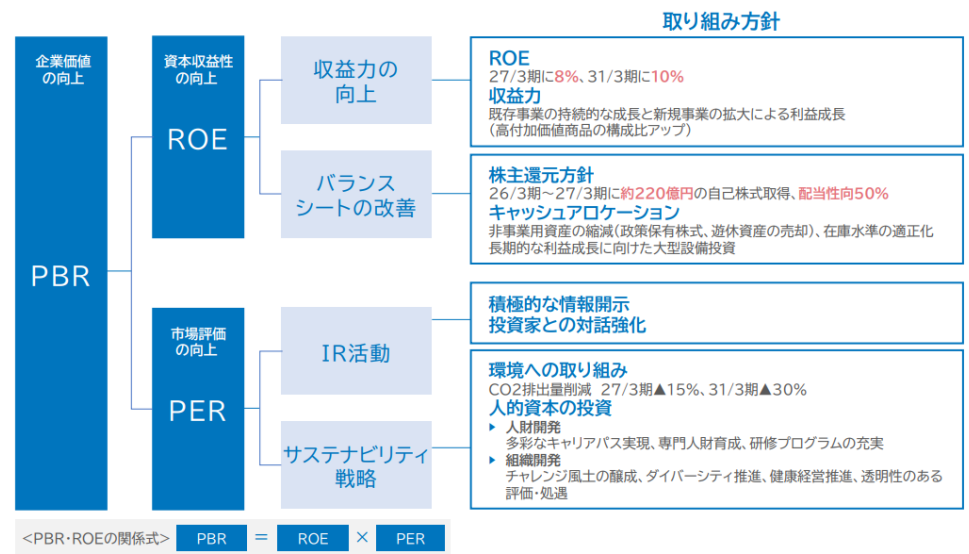 取り組み方針
企業価値
の向上
PBR
資本収益性
の向上
ROE
収益力の
向上
ROE
27/3期に8%、31/3期に10%
収益力
既存事業の持続的な成長と新規事業の拡大による利益成長
(高付加価値商品の構成比アップ)
バランス
シートの改善
株主還元方針
26/3期～27/3期に約220億円の自己株式取得、配当性向50%
キャッシュアロケーション
非事業用資産の縮減(政策保有株式、遊休資産の売却)、在庫水準の適正化
長期的な利益成長に向けた大型設備投資
市場評価
の向上
PER
IR活動
積極的な情報開示
投資家との対話強化
サステナビリティ
戦略
環境への取り組み
CO2排出量削減 27/3期▲15%、31/3期▲30%
人的資本の投資
▶ 人財開発
多彩なキャリアパス実現、専門人財育成、研修プログラムの充実
▶ 組織開発
チャレンジ風土の醸成、ダイバーシティ推進、健康経営推進、透明性のある
評価・処遇
<PBR・ROEの関係式> PBR = ROE × PER